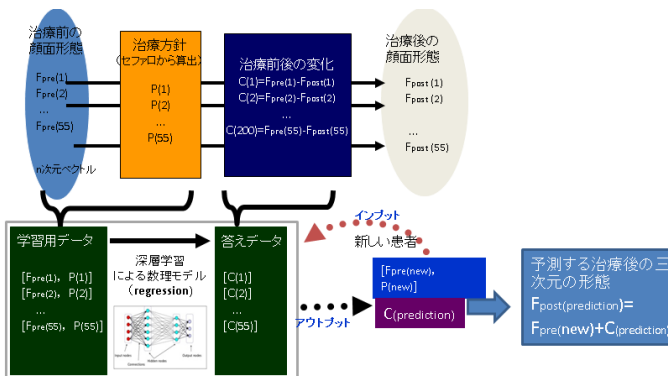 治療前の
顔面形態
Fpre(1)
Fpre(2)
…
Fpre(55)
n次元ベクトル
治療方針
(セファロから算出)
P(1)
P(2)
…
P(55)
治療前後の変化
C(1)=Fpre(1)-Fpost(1)
C(2)=Fpre(2)-Fpost(2)
…
C(200)=Fpre(55)-Fpost(55)
治療後の
顔面形態
Fpost(1)
Fpost(2)
…
Fpost(55)
学習用データ
[Fpre(1), P(1)]
[Fpre(2), P(2)]
…
[Fpre(55), P(55)]
深層学習
による数理モデル
(regression)
Input nodes
Connections
Hidden nodes
Output nodes
答えデータ
[C(1)]
[C(2)]
…
[C(55)]
インプット
新しい患者
[Fpre(new),
P(new)]
C(prediction)
アウトプット
予測する治療後の三
次元の形態
Fpost(prediction)=
Fpre(new)+C(prediction)